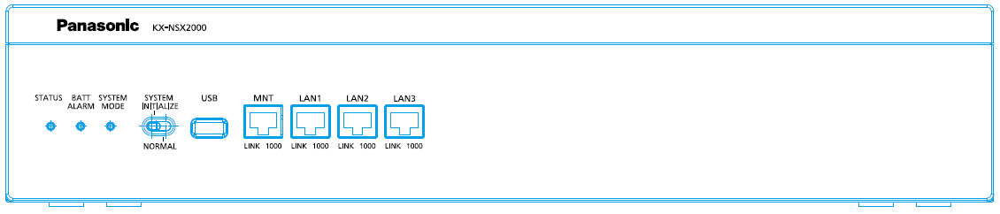 Panasonic KX-NSX2000
STATUS BATT ALARM SYSTEM MODE SYSTEM INITIALIZE USB MNT LAN1 LAN2 LAN3
NORMAL LINK 1000 LINK 1000 LINK 1000 LINK 1000